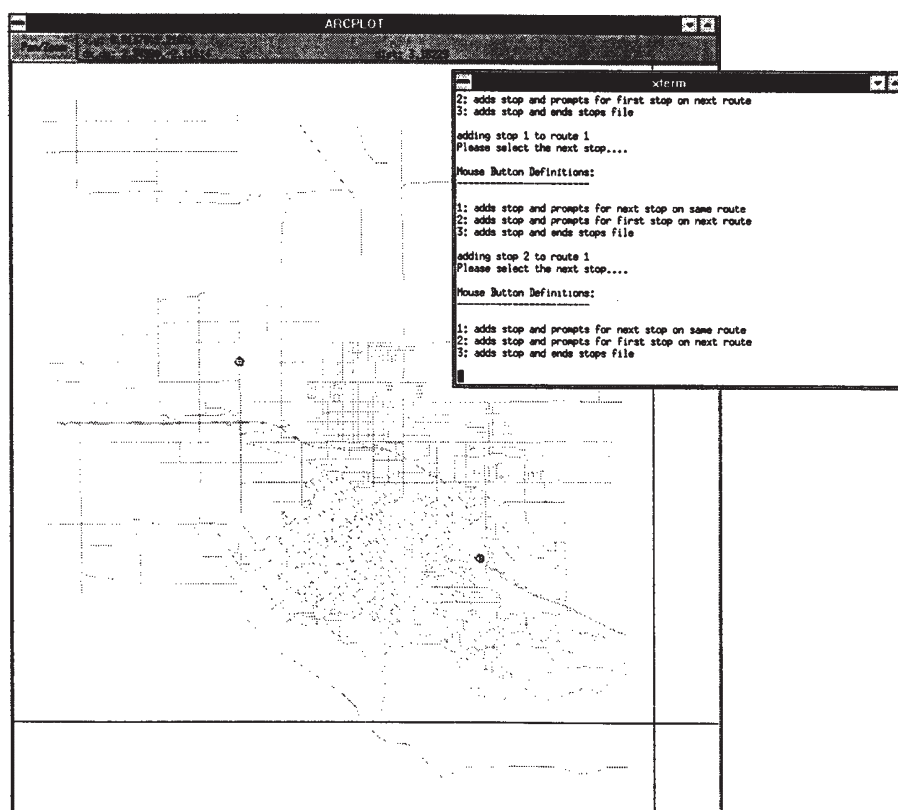 ARCPLOT
xterm
2: adds stop and prompts for first stop on next route
3: adds stop and ends stops file
adding stop 1 to route 1
Please select the next stop....
Mouse Button Definitions:
------------------------
1: adds stop and prompts for next stop on same route
2: adds stop and prompts for first stop on next route
3: adds stop and ends stops file
adding stop 2 to route 1
Please select the next stop....
Mouse Button Definitions:
------------------------
1: adds stop and prompts for next stop on same route
2: adds stop and prompts for first stop on next route
3: adds stop and ends stops file